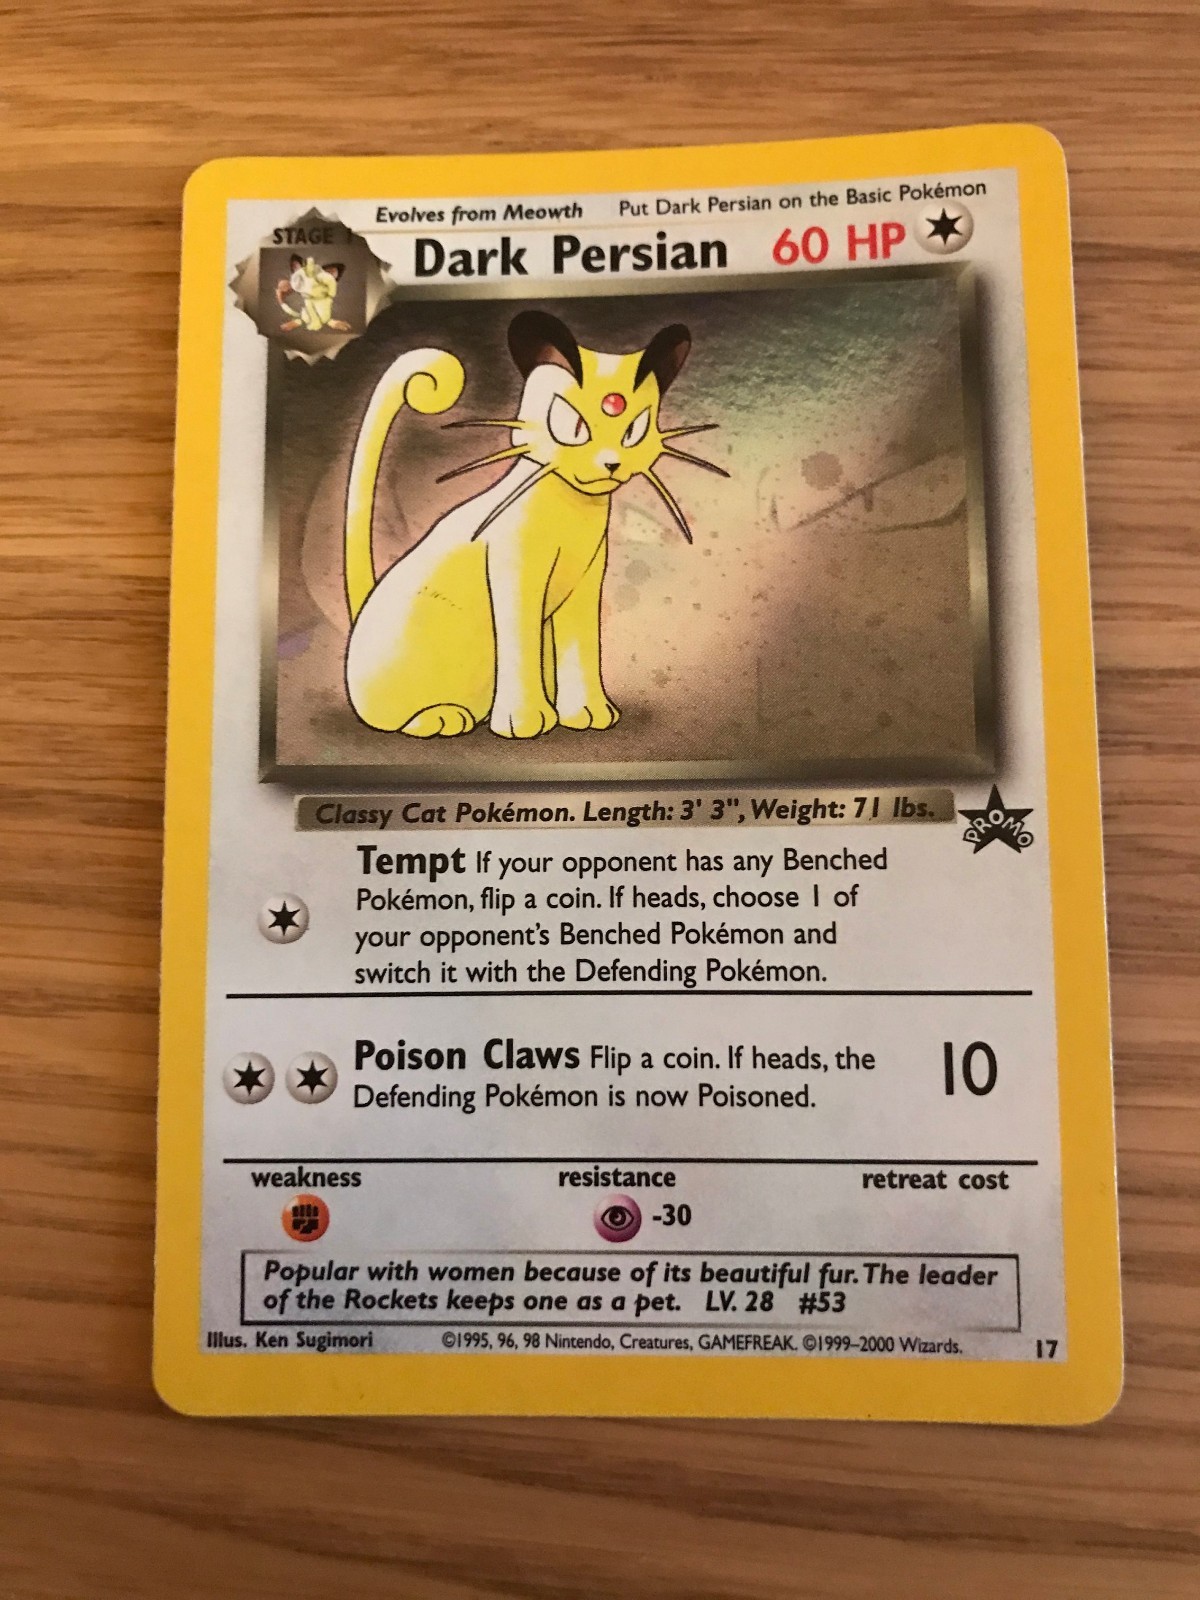 Evolves from Meowth Put Dark Persian on the Basic Pokémon
STAGE 1
Dark Persian 60 HP
Classy Cat Pokémon. Length: 3' 3", Weight: 71 lbs.
PROMO
Tempt If your opponent has any Benched
Pokémon, flip a coin. If heads, choose 1 of
your opponent's Benched Pokémon and
switch it with the Defending Pokémon.
Poison Claws Flip a coin. If heads, the
Defending Pokémon is now Poisoned.
10
weakness resistance retreat cost
-30
Popular with women because of its beautiful fur. The leader
of the Rockets keeps one as a pet. LV. 28 #53
Illus. Ken Sugimori ©1995, 96, 98 Nintendo, Creatures, GAMEFREAK. ©1999–2000 Wizards. 17